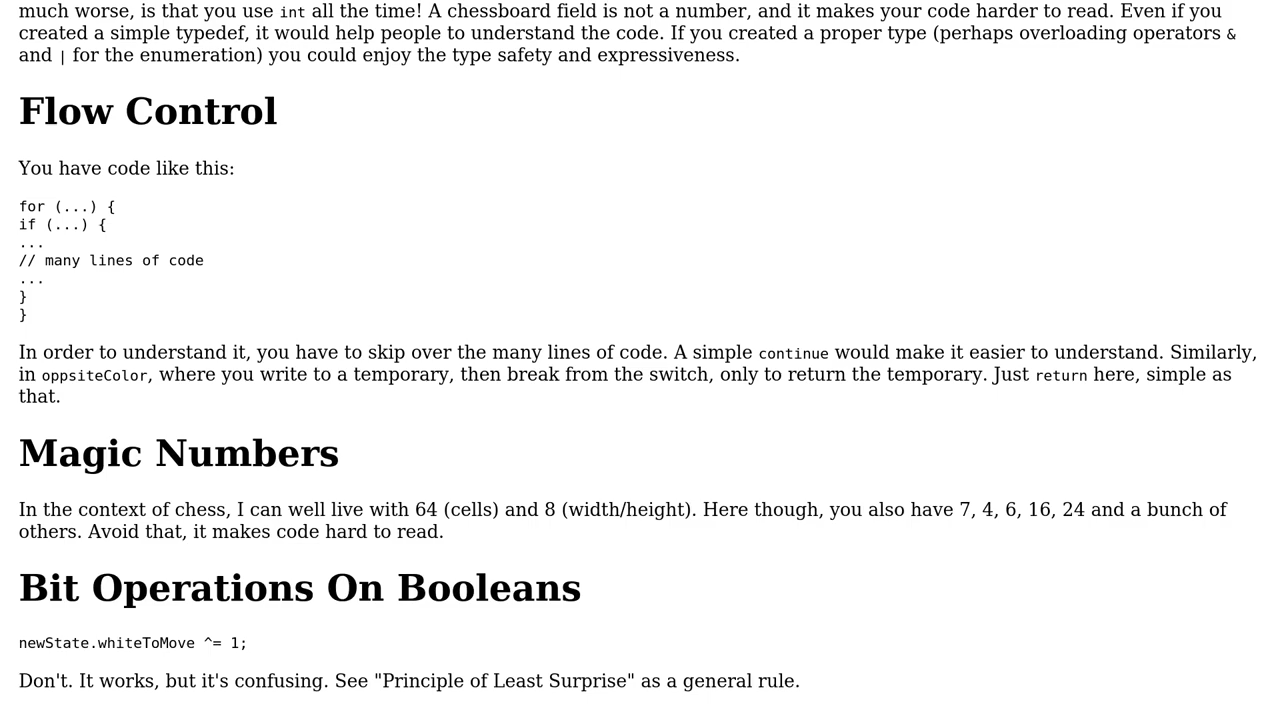 much worse, is that you use int all the time! A chessboard field is not a number, and it makes your code harder to read. Even if you
created a simple typedef, it would help people to understand the code. If you created a proper type (perhaps overloading operators &
and | for the enumeration) you could enjoy the type safety and expressiveness.
Flow Control
You have code like this:
for (...) {
if (...) {
...
// many lines of code
...
}
}
In order to understand it, you have to skip over the many lines of code. A simple continue would make it easier to understand. Similarly,
in oppsiteColor, where you write to a temporary, then break from the switch, only to return the temporary. Just return here, simple as
that.
Magic Numbers
In the context of chess, I can well live with 64 (cells) and 8 (width/height). Here though, you also have 7, 4, 6, 16, 24 and a bunch of
others. Avoid that, it makes code hard to read.
Bit Operations On Booleans
newState.whiteToMove ^= 1;
Don't. It works, but it's confusing. See "Principle of Least Surprise" as a general rule.